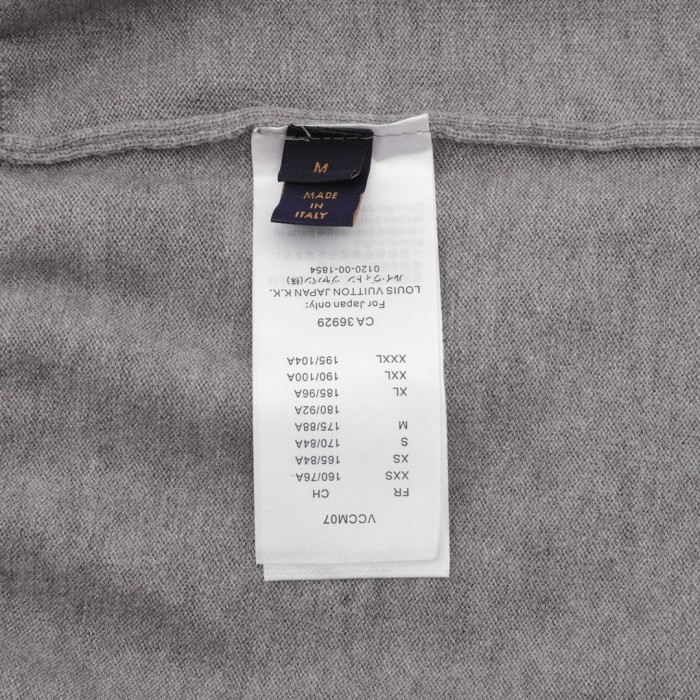 M
MADE
IN
ITALY
VCCM07
FR CH
XXS 160/76A
XS 165/84A
S 170/84A
M 175/88A
180/92A
XL 185/96A
XXL 190/100A
XXXL 195/104A
CA 36929
For Japan only:
LOUIS VUITTON JAPAN K.K.
ルイ・ヴィトン ジャパン(株)
0120-00-1854